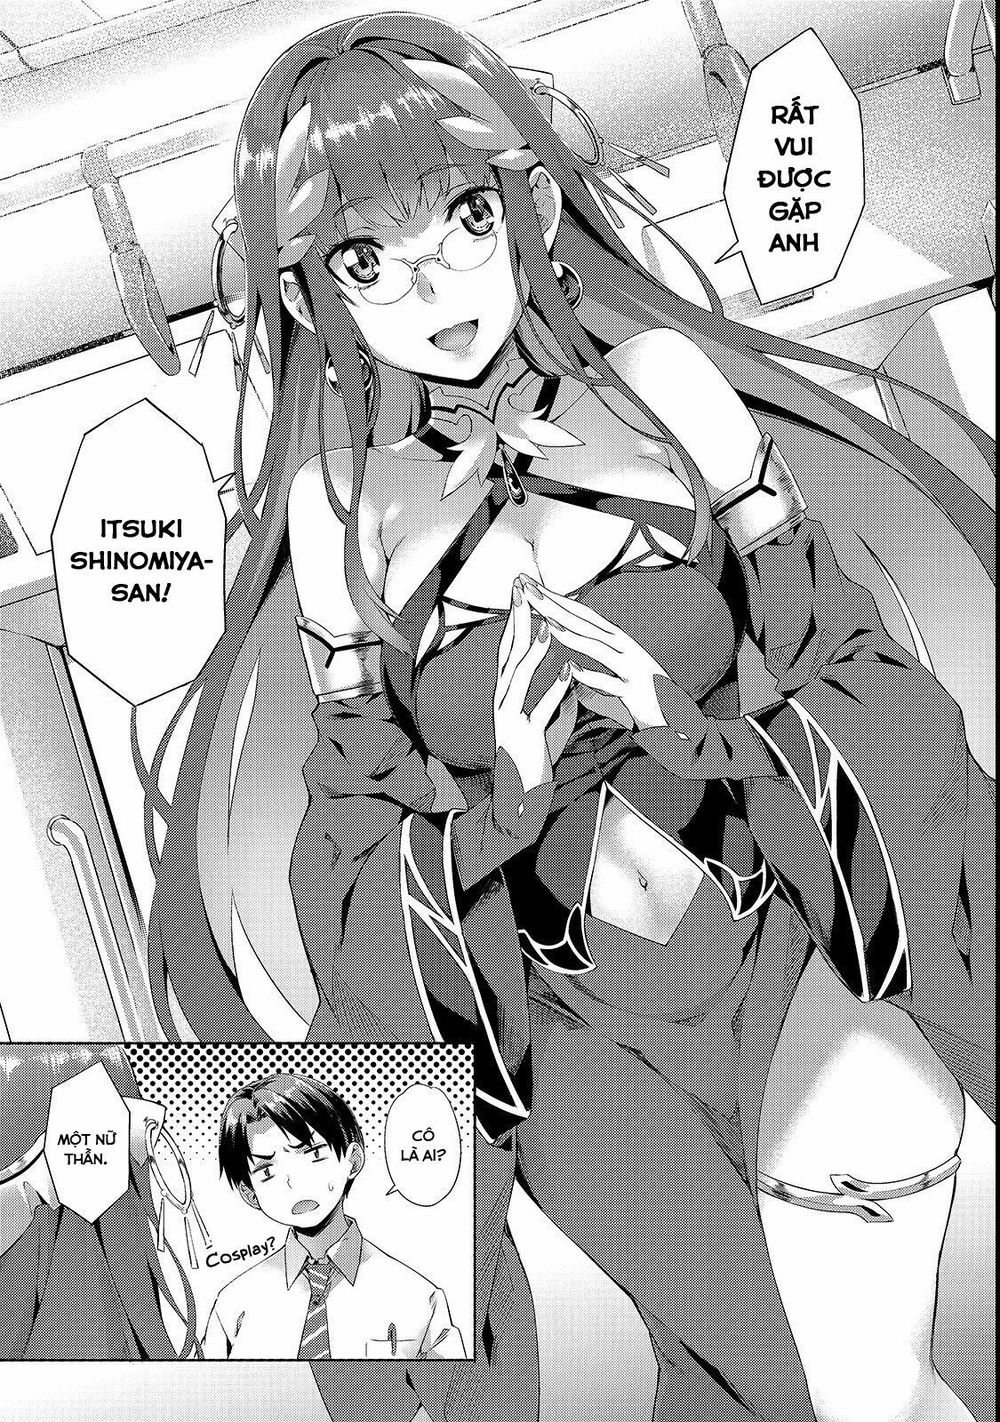 RẤT
VUI
ĐƯỢC
GẶP
ANH
ITSUKI
SHINOMIYA-
SAN!
CÔ
LÀ AI?
Cosplay?
MỘT NỮ
THẦN.